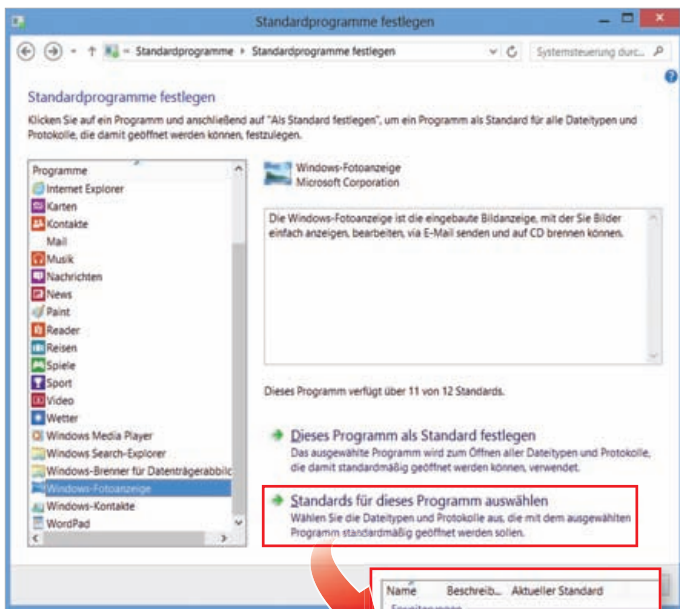 Standardprogramme festlegen
Standardprogramme Standardprogramme festlegen Systemsteuerung durc...
Standardprogramme festlegen
Klicken Sie auf ein Programm und anschließend auf "Als Standard festlegen", um ein Programm als Standard für alle Dateitypen und
Protokolle, die damit geöffnet werden können, festzulegen.
Programme
Internet Explorer
Karten
Kontakte
Mail
Musik
Nachrichten
News
Paint
Reader
Reisen
Spiele
Sport
Video
Wetter
Windows Media Player
Windows Search-Explorer
Windows-Brenner für Datenträgerabbilc
Windows-Fotoanzeige
Windows-Kontakte
WordPad
Windows-Fotoanzeige
Microsoft Corporation
Die Windows-Fotoanzeige ist die eingebaute Bildanzeige, mit der Sie Bilder
einfach anzeigen, bearbeiten, via E-Mail senden und auf CD brennen können.
Dieses Programm verfügt über 11 von 12 Standards.
Dieses Programm als Standard festlegen
Das ausgewählte Programm wird zum Öffnen aller Dateitypen und Protokolle,
die damit standardmäßig geöffnet werden können, verwendet.
Standards für dieses Programm auswählen
Wählen Sie die Dateitypen und Protokolle aus, die mit dem ausgewählten
Programm standardmäßig geöffnet werden sollen.
Name Beschreib... Aktueller Standard